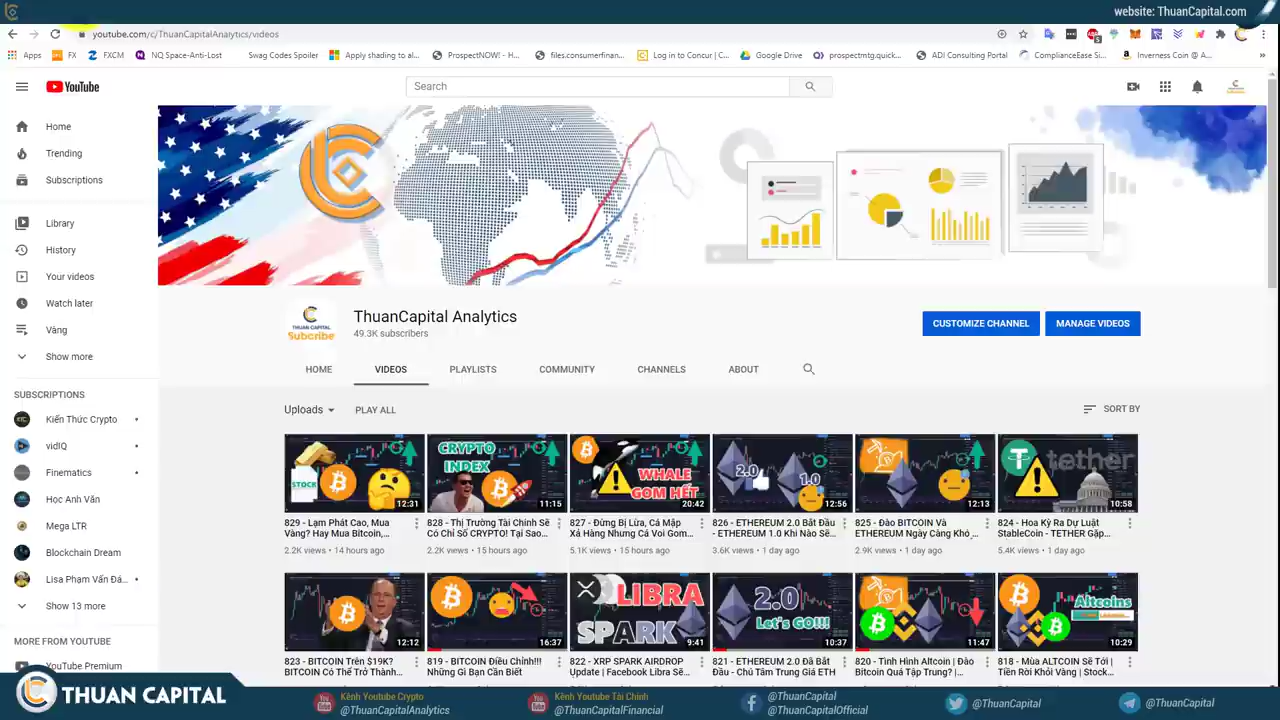 website: ThuanCapital.com
youtube.com/c/ThuanCapitalAnalytics/videos
Apps
FX
FXCM
NQ Space-Anti-Lost
Swag Codes Spoiler
Apply shading to al...
ProspectNOW! - H...
files.consumerfinan...
Log in to Concur | C...
Google Drive
prospectmtg.quick...
ADI Consulting Portal
ComplianceEase Si...
Inverness Coin @ A...
YouTube
Search
Home
Trending
Subscriptions
Library
History
Your videos
Watch later
Vàng
Show more
SUBSCRIPTIONS
Kiến Thức Crypto
vidIQ
Finematics
Học Anh Văn
Mega LTR
Blockchain Dream
Lisa Phạm Vấn Đá...
Show 13 more
MORE FROM YOUTUBE
YouTube Premium
THUAN CAPITAL
Subcribe
ThuanCapital Analytics
49.3K subscribers
CUSTOMIZE CHANNEL
MANAGE VIDEOS
HOME
VIDEOS
PLAYLISTS
COMMUNITY
CHANNELS
ABOUT
Uploads
PLAY ALL
SORT BY
STOCK
12:31
829 - Lạm Phát Cao, Mua
Vàng? Hay Mua Bitcoin,...
2.2K views • 14 hours ago
CRYPTO
INDEX
11:15
828 - Thị Trường Tài Chính Sẽ
Có Chỉ Số CRYPTO! Tại Sao...
2.2K views • 15 hours ago
WHALE
GOM HẾT
20:42
827 - Đừng Bị Lừa, Cá Mập
Xả Hàng Nhưng Cá Voi Gom...
5.1K views • 15 hours ago
2.0
1.0
12:56
826 - ETHEREUM 2.0 Bắt Đầu
- ETHEREUM 1.0 Khi Nào Sẽ...
3.6K views • 1 day ago
12:13
825 - Đào BITCOIN Và
ETHEREUM Ngày Càng Khó...
2.9K views • 1 day ago
tether
10:58
824 - Hoa Kỳ Ra Dự Luật
StableCoin - TETHER Gặp...
5.4K views • 1 day ago
12:12
823 - BITCOIN Trên $19K?
BITCOIN Có Thể Trở Thành...
16:37
819 - BITCOIN Điều Chỉnh!!!
Những Gì Bạn Cần Biết
LIBRA
SPARK
9:41
822 - XRP SPARK AIRDROP
Update | Facebook Libra Sẽ...
2.0
Let's GO!!!
10:29
821 - ETHEREUM 2.0 Đã Bắt
Đầu - Chú Tâm Trung Giá ETH
11:47
820 - Tình Hình Altcoin | Đào
Bitcoin Quá Tập Trung? |...
Altcoins
10:29
818 - Mùa ALTCOIN Sẽ Tới |
Tiền Rời Khỏi Vàng | Stock...
THUAN CAPITAL
Kênh Youtube Crypto
@ThuanCapitalAnalytics
Kênh Youtube Tài Chính
@ThuanCapitalFinancial
@ThuanCapital
@ThuanCapitalOfficial
@ThuanCapital
@ThuanCapital